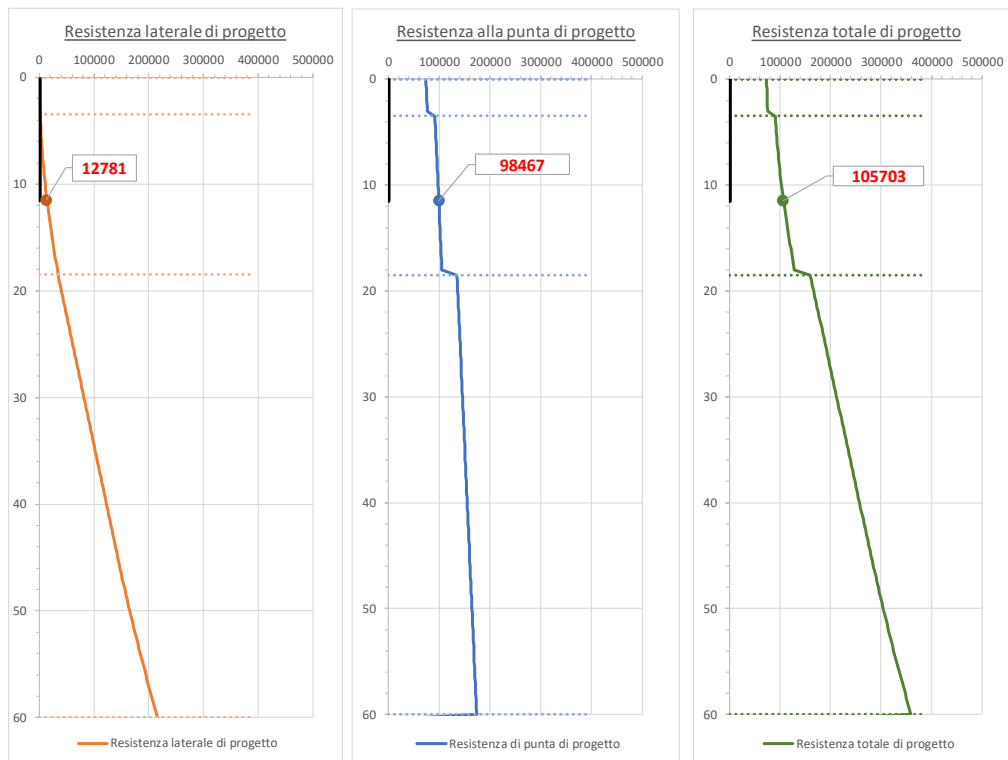 Resistenza laterale di progetto
0 100000 200000 300000 400000 500000
0
10
20
30
40
50
60
12781
Resistenza laterale di progetto
Resistenza alla punta di progetto
0 100000 200000 300000 400000 500000
0
10
20
30
40
50
60
98467
Resistenza di punta di progetto
Resistenza totale di progetto
0 100000 200000 300000 400000 500000
0
10
20
30
40
50
60
105703
Resistenza totale di progetto